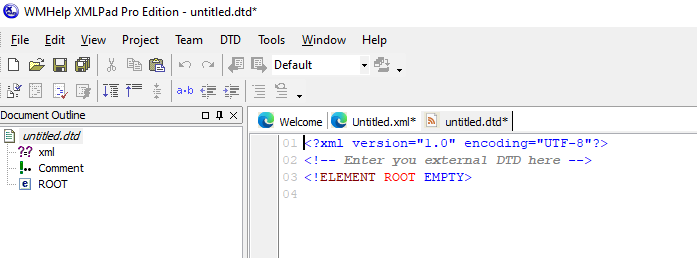 WMHelp XMLPad Pro Edition - untitled.dtd*
File Edit View Project Team DTD Tools Window Help
Default
a·b
Document Outline
Welcome Untitled.xml* untitled.dtd*
untitled.dtd
?? xml
Comment
e ROOT
01 <?xml version="1.0" encoding="UTF-8"?>
02 <!-- Enter you external DTD here -->
03 <!ELEMENT ROOT EMPTY>
04